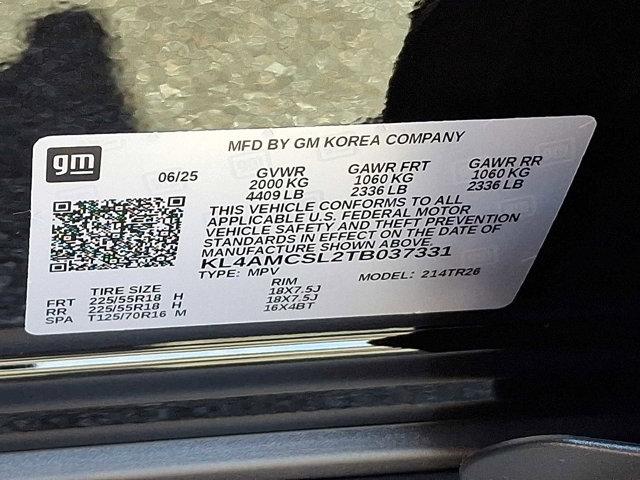 gm
MFD BY GM KOREA COMPANY
06/25
GVWR
2000 KG
4409 LB
GAWR FRT
1060 KG
2336 LB
GAWR RR
1060 KG
2336 LB
THIS VEHICLE CONFORMS TO ALL
APPLICABLE U.S. FEDERAL MOTOR
VEHICLE SAFETY AND THEFT PREVENTION
STANDARDS IN EFFECT ON THE DATE OF
MANUFACTURE SHOWN ABOVE.
KL4AMCSL2TB037331
TYPE: MPV
MODEL: 214TR26
TIRE SIZE RIM
FRT 225/55R18 H 18X7.5J
RR 225/55R18 H 18X7.5J
SPA T125/70R16 M 16X4BT